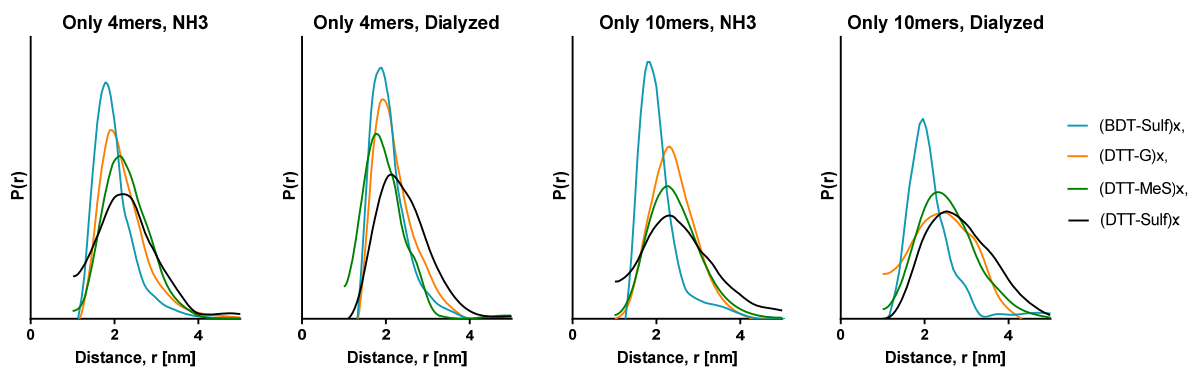 Only 4mers, NH3
Only 4mers, Dialyzed
Only 10mers, NH3
Only 10mers, Dialyzed
P(r)
P(r)
P(r)
P(r)
(BDT-Sulf)x,
(DTT-G)x,
(DTT-MeS)x,
(DTT-Sulf)x
0 2 4
0 2 4
0 2 4
0 2 4
Distance, r [nm]
Distance, r [nm]
Distance, r [nm]
Distance, r [nm]